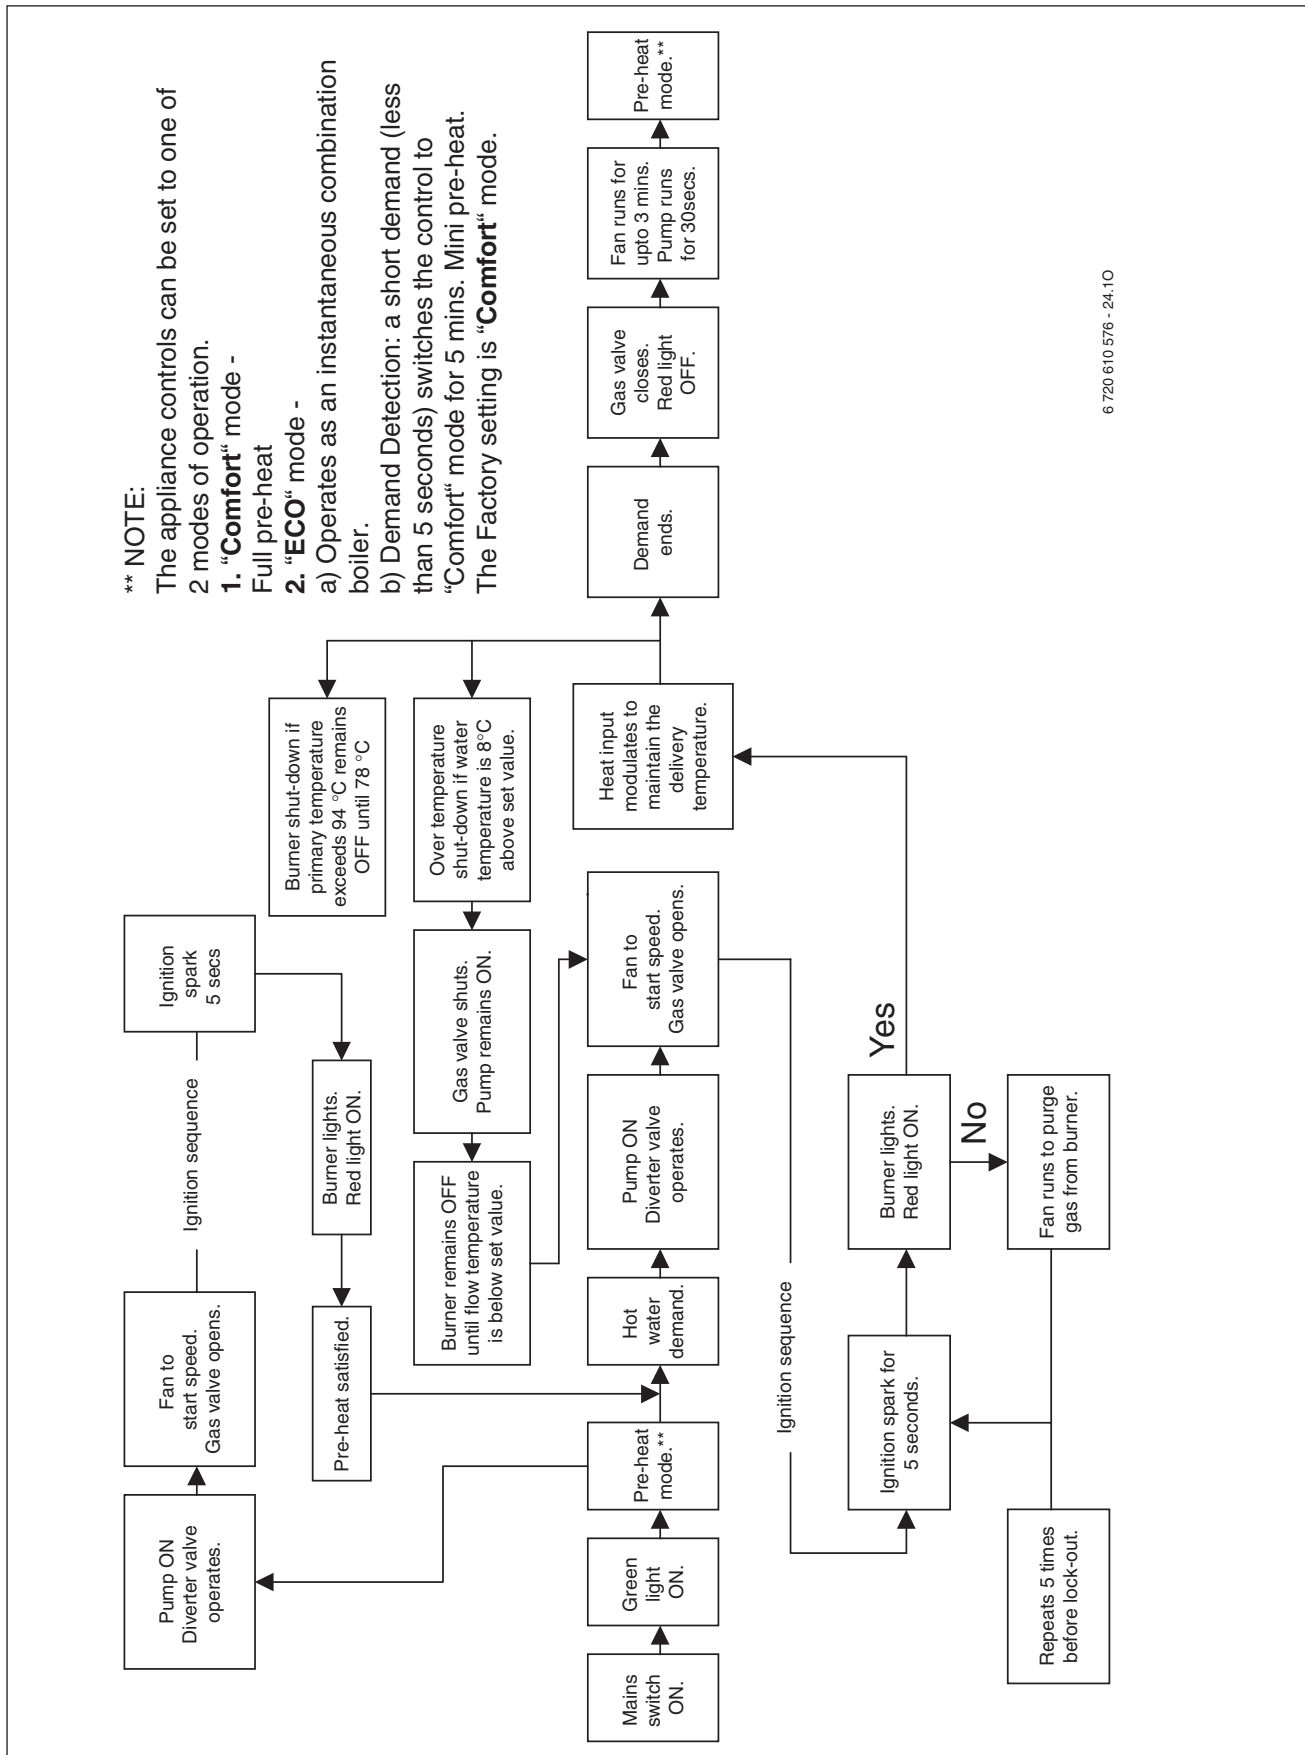 ** NOTE:
The appliance controls can be set to one of
2 modes of operation.
1. “Comfort“ mode -
Full pre-heat
2. “ECO“ mode -
a) Operates as an instantaneous combination
boiler.
b) Demand Detection: a short demand (less
than 5 seconds) switches the control to
“Comfort“ mode for 5 mins. Mini pre-heat.
The Factory setting is “Comfort“ mode.
Pump ON
Diverter valve
operates.
Fan to
start speed.
Gas valve opens.
Ignition sequence
Ignition
spark
5 secs
Burner lights.
Red light ON.
Pre-heat satisfied.
Burner shut-down if
primary temperature
exceeds 94 °C remains
OFF until 78 °C
Over temperature
shut-down if water
temperature is 8°C
above set value.
Gas valve shuts.
Pump remains ON.
Burner remains OFF
until flow temperature
is below set value.
Mains
switch
ON.
Green
light
ON.
Pre-heat
mode.**
Hot
water
demand.
Pump ON
Diverter valve
operates.
Fan to
start speed.
Gas valve opens.
Heat input
modulates to
maintain the
delivery
temperature.
Demand
ends.
Gas valve
closes.
Red light
OFF.
Fan runs for
upto 3 mins.
Pump runs
for 30secs.
Pre-heat
mode.**
Ignition sequence
Ignition spark for
5 seconds.
Burner lights.
Red light ON.
Yes
No
Fan runs to purge
gas from burner.
Repeats 5 times
before lock-out.
6 720 610 576 - 24.1O